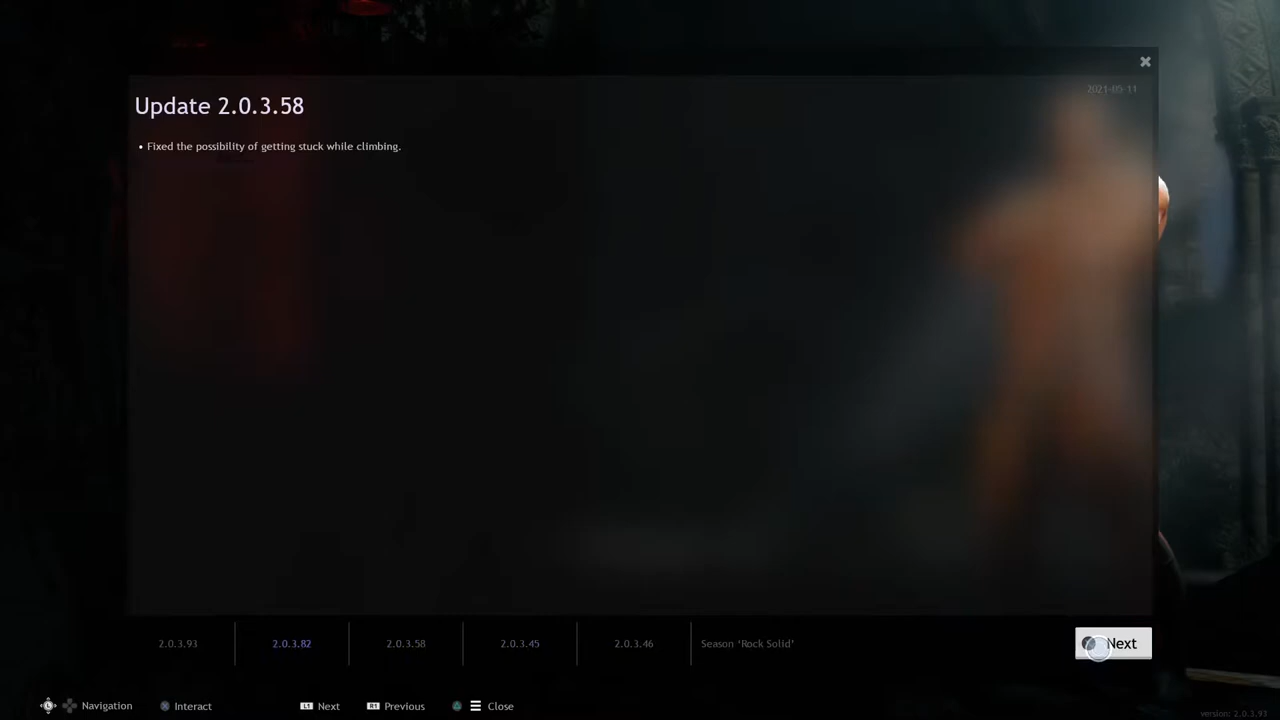 Update 2.0.3.58
2021-05-11
• Fixed the possibility of getting stuck while climbing.
2.0.3.93
2.0.3.82
2.0.3.58
2.0.3.45
2.0.3.46
Season ‘Rock Solid’
Next
L Navigation
Interact
L1 Next
R1 Previous
Close
version: 2.0.3.93